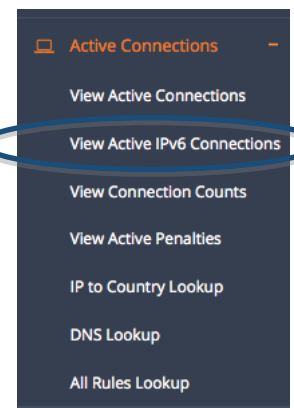 Active Connections −
View Active Connections
View Active IPv6 Connections
View Connection Counts
View Active Penalties
IP to Country Lookup
DNS Lookup
All Rules Lookup